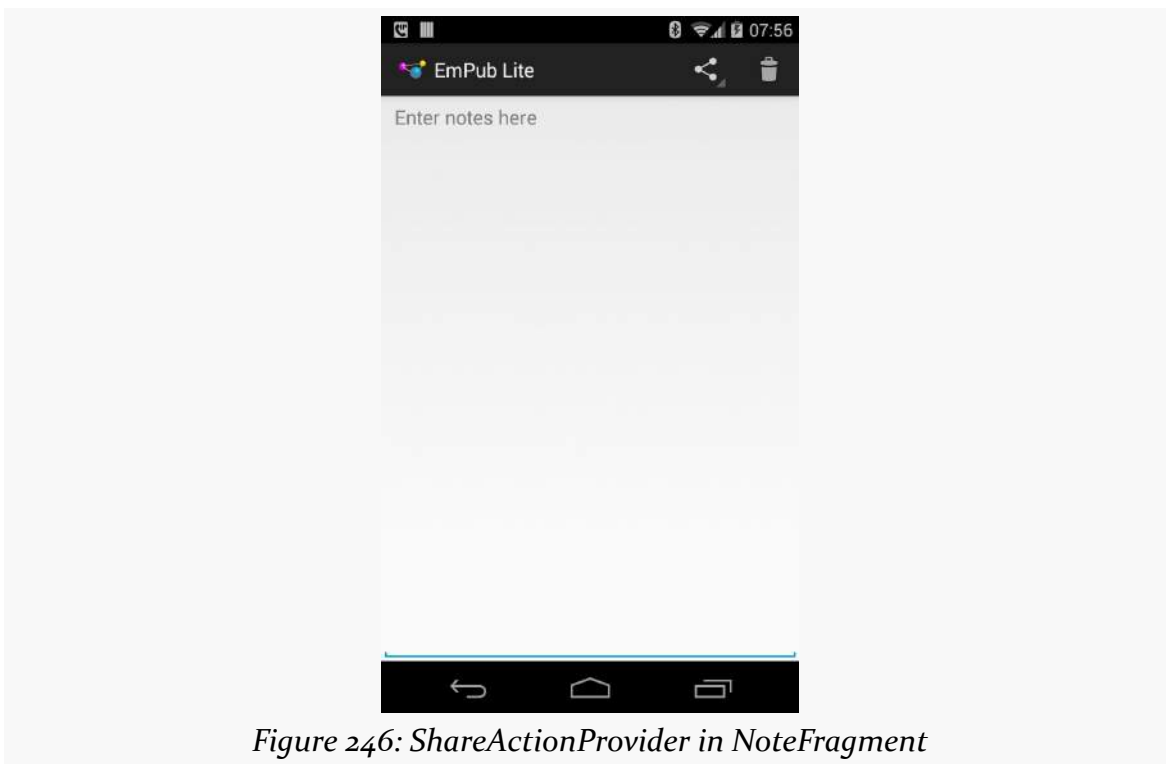 07:56
EmPub Lite
Enter notes here
Figure 246: ShareActionProvider in NoteFragment